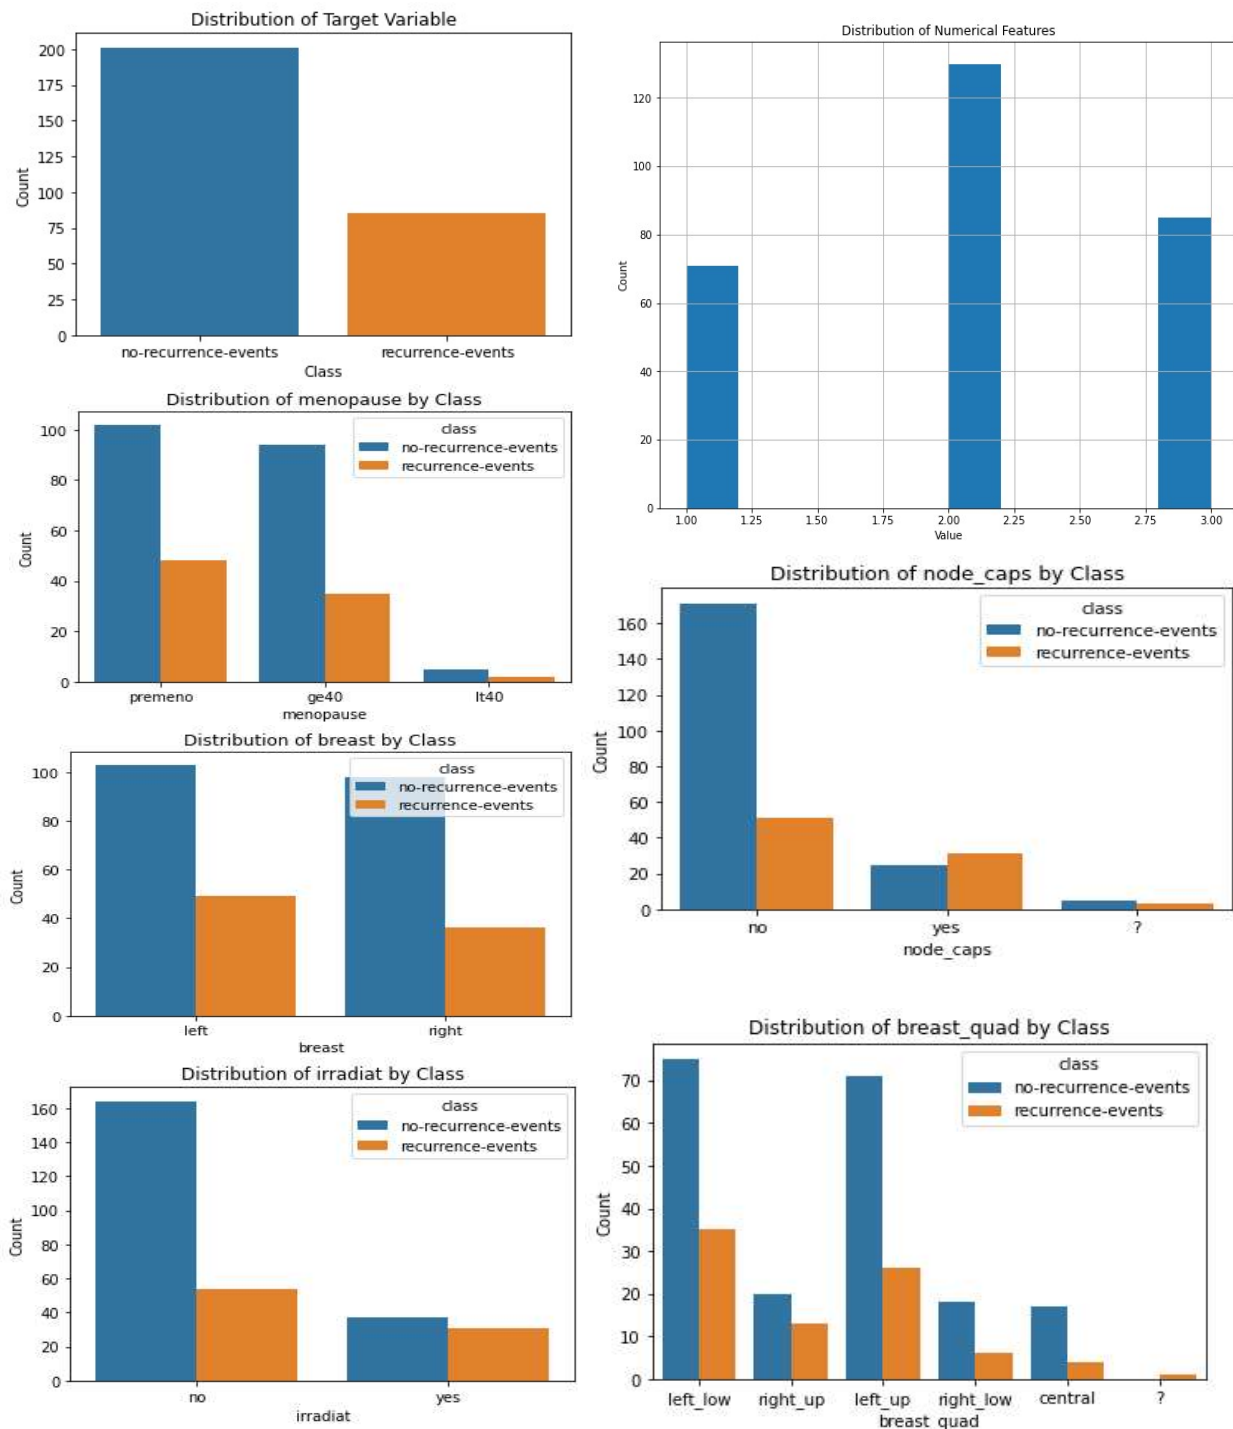 Distribution of Target Variable
Count
200
175
150
125
100
75
50
25
0
no-recurrence-events recurrence-events
Class
Distribution of Numerical Features
Count
120
100
80
60
40
20
0
1.00 1.25 1.50 1.75 2.00 2.25 2.50 2.75 3.00
Value
Distribution of menopause by Class
class
no-recurrence-events
recurrence-events
Count
100
80
60
40
20
0
premeno ge40 lt40
menopause
Distribution of node_caps by Class
class
no-recurrence-events
recurrence-events
Count
160
140
120
100
80
60
40
20
0
no yes ?
node_caps
Distribution of breast by Class
class
no-recurrence-events
recurrence-events
Count
100
80
60
40
20
0
left right
breast
Distribution of irradiat by Class
class
no-recurrence-events
recurrence-events
Count
160
140
120
100
80
60
40
20
0
no yes
irradiat
Distribution of breast_quad by Class
class
no-recurrence-events
recurrence-events
Count
70
60
50
40
30
20
10
0
left_low right_up left_up right_low central ?
breast_quad